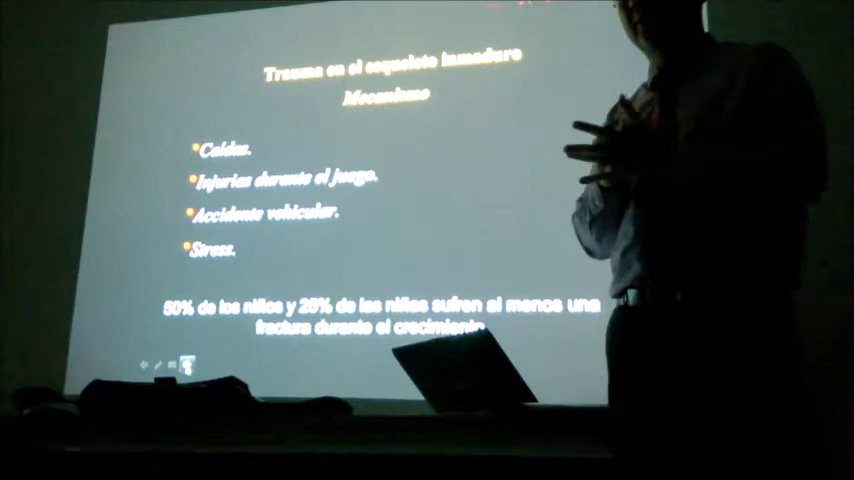 Trauma en el esqueleto inmaduro
Mecanismo
Caidas.
Injurias durante el juego.
Accidente vehicular.
Stress.
50% de los niños y 25% de las niñas sufren al menos una
fractura durante el crecimiento